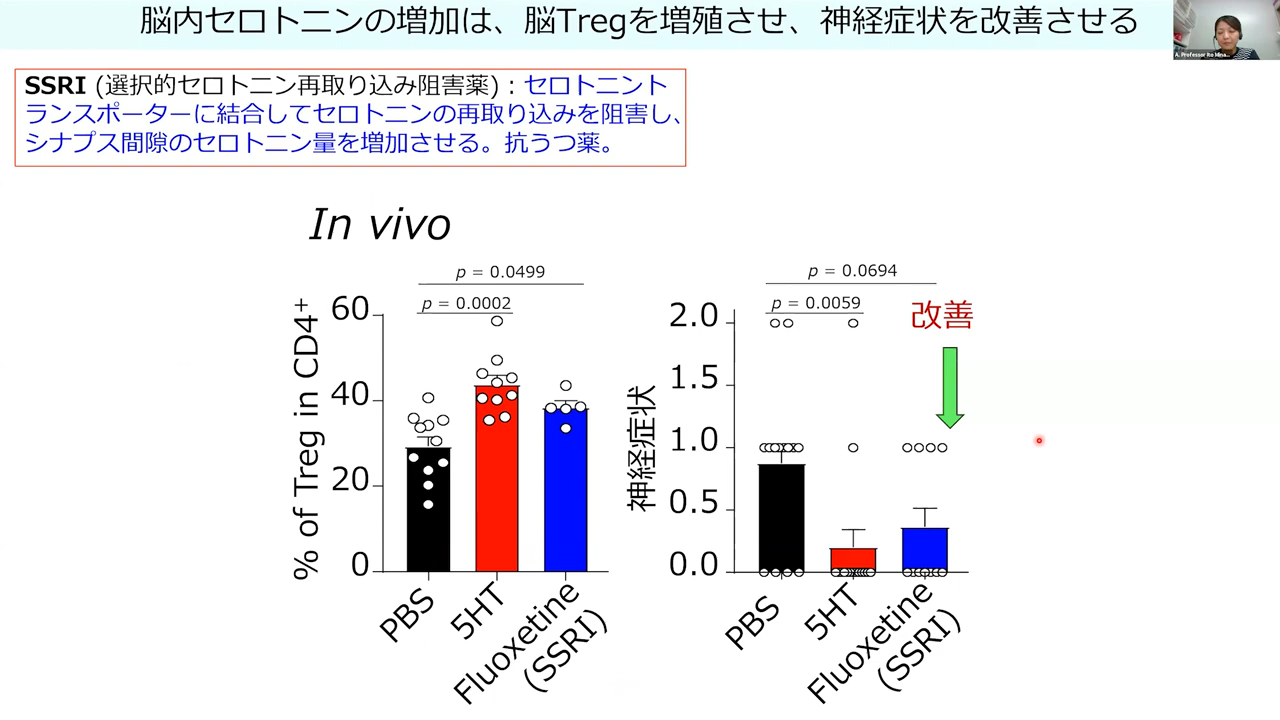 脳内セロトニンの増加は、脳Tregを増殖させ、神経症状を改善させる
A. Professor Ito Mina...
SSRI (選択的セロトニン再取り込み阻害薬)：セロトニント
ランスポーターに結合してセロトニンの再取り込みを阻害し、
シナプス間隙のセロトニン量を増加させる。抗うつ薬。
In vivo
p = 0.0499
p = 0.0002
% of Treg in CD4+
60
40
20
0
PBS
5HT
Fluoxetine
(SSRI)
p = 0.0694
p = 0.0059
改善
神経症状
2.0
1.5
1.0
0.5
0.0
PBS
5HT
Fluoxetine
(SSRI)